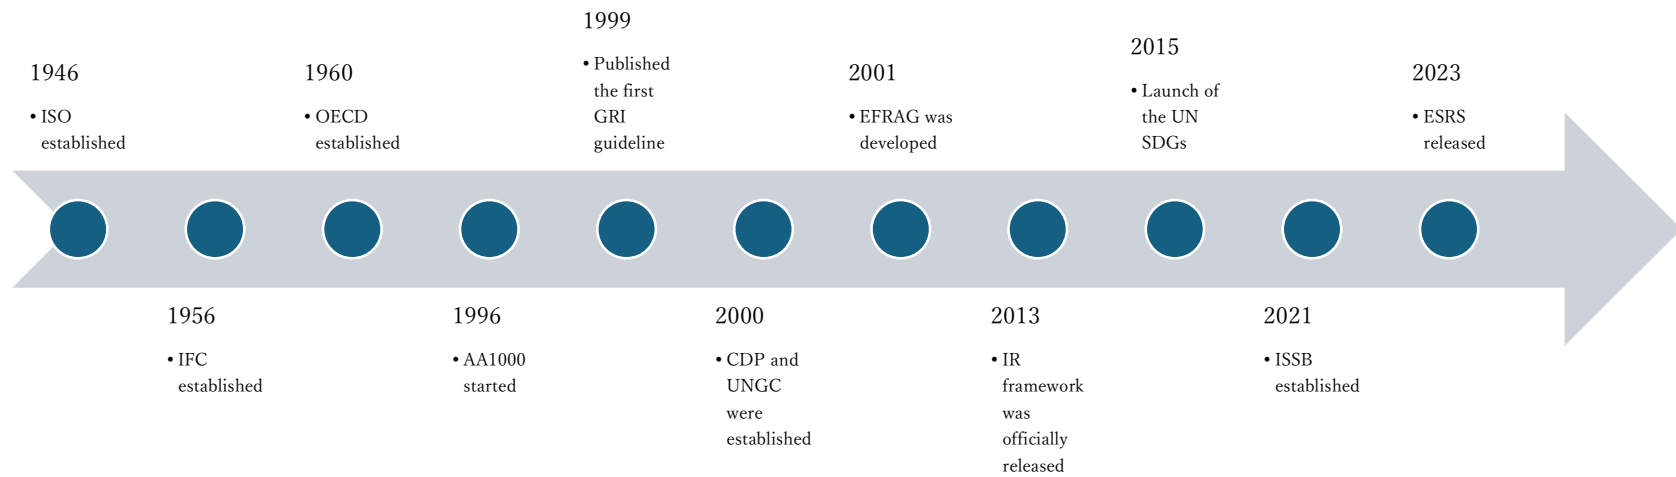 1946
• ISO
established
1956
• IFC
established
1960
• OECD
established
1996
• AA1000
started
1999
• Published
the first
GRI
guideline
2000
• CDP and
UNGC
were
established
2001
• EFRAG was
developed
2013
• IR
framework
was
officially
released
2015
• Launch of
the UN
SDGs
2021
• ISSB
established
2023
• ESRS
released